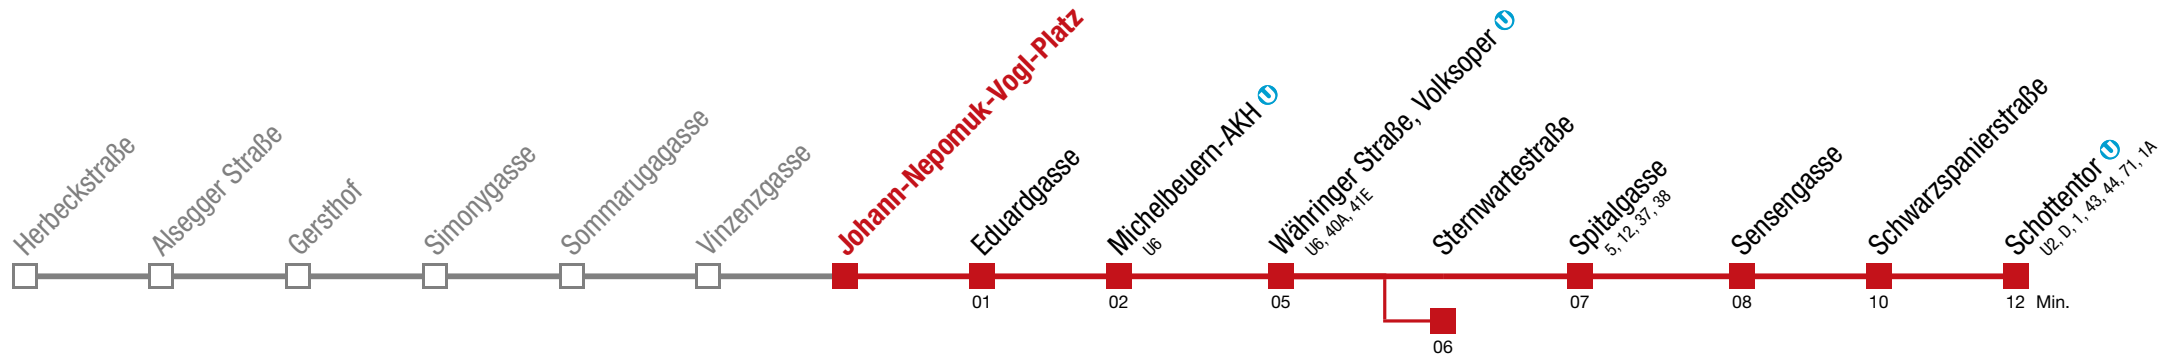 Herbeckstraße
Alsegger Straße
Gersthof
Simonygasse
Sommarugagasse
Vinzenzgasse
Johann-Nepomuk-Vogl-Platz
Eduardgasse
01
Michelbeuern-AKH U
U6
02
Währinger Straße, Volksoper U
U6, 40A, 41E
05
Sternwartestraße
06
Spitalgasse
5, 12, 37, 38
07
Sensengasse
08
Schwarzspanierstraße
10
Schottentor U
U2, D, 1, 43, 44, 71, 1A
12 Min.